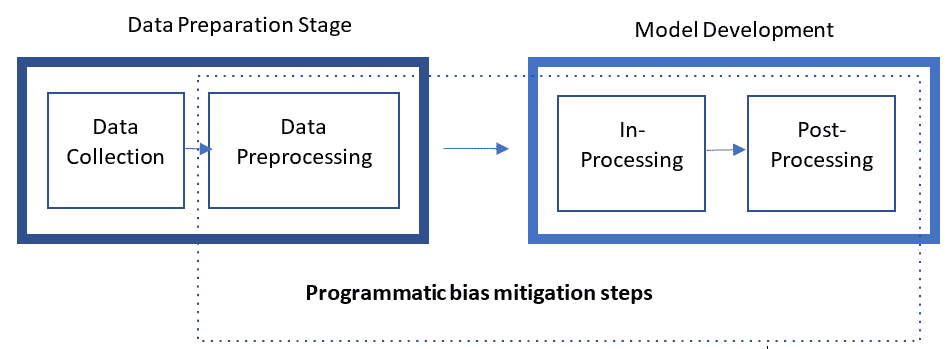 Data Preparation Stage
Model Development
Data
Collection
Data
Preprocessing
In-
Processing
Post-
Processing
Programmatic bias mitigation steps